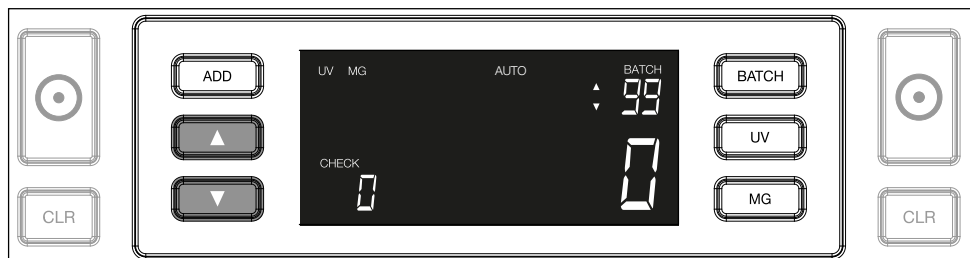 ADD
UV MG AUTO BATCH
99
CHECK
0
0
BATCH
UV
MG
CLR
CLR